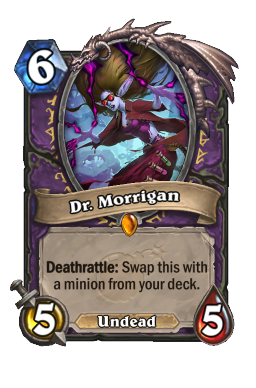 6
Dr. Morrigan
Deathrattle: Swap this with
a minion from your deck.
5 Undead 5